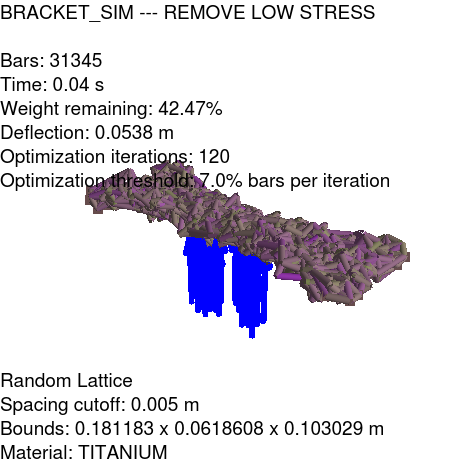 BRACKET_SIM --- REMOVE LOW STRESS
Bars: 31345
Time: 0.04 s
Weight remaining: 42.47%
Deflection: 0.0538 m
Optimization iterations: 120
Optimization threshold: 7.0% bars per iteration
Random Lattice
Spacing cutoff: 0.005 m
Bounds: 0.181183 x 0.0618608 x 0.103029 m
Material: TITANIUM